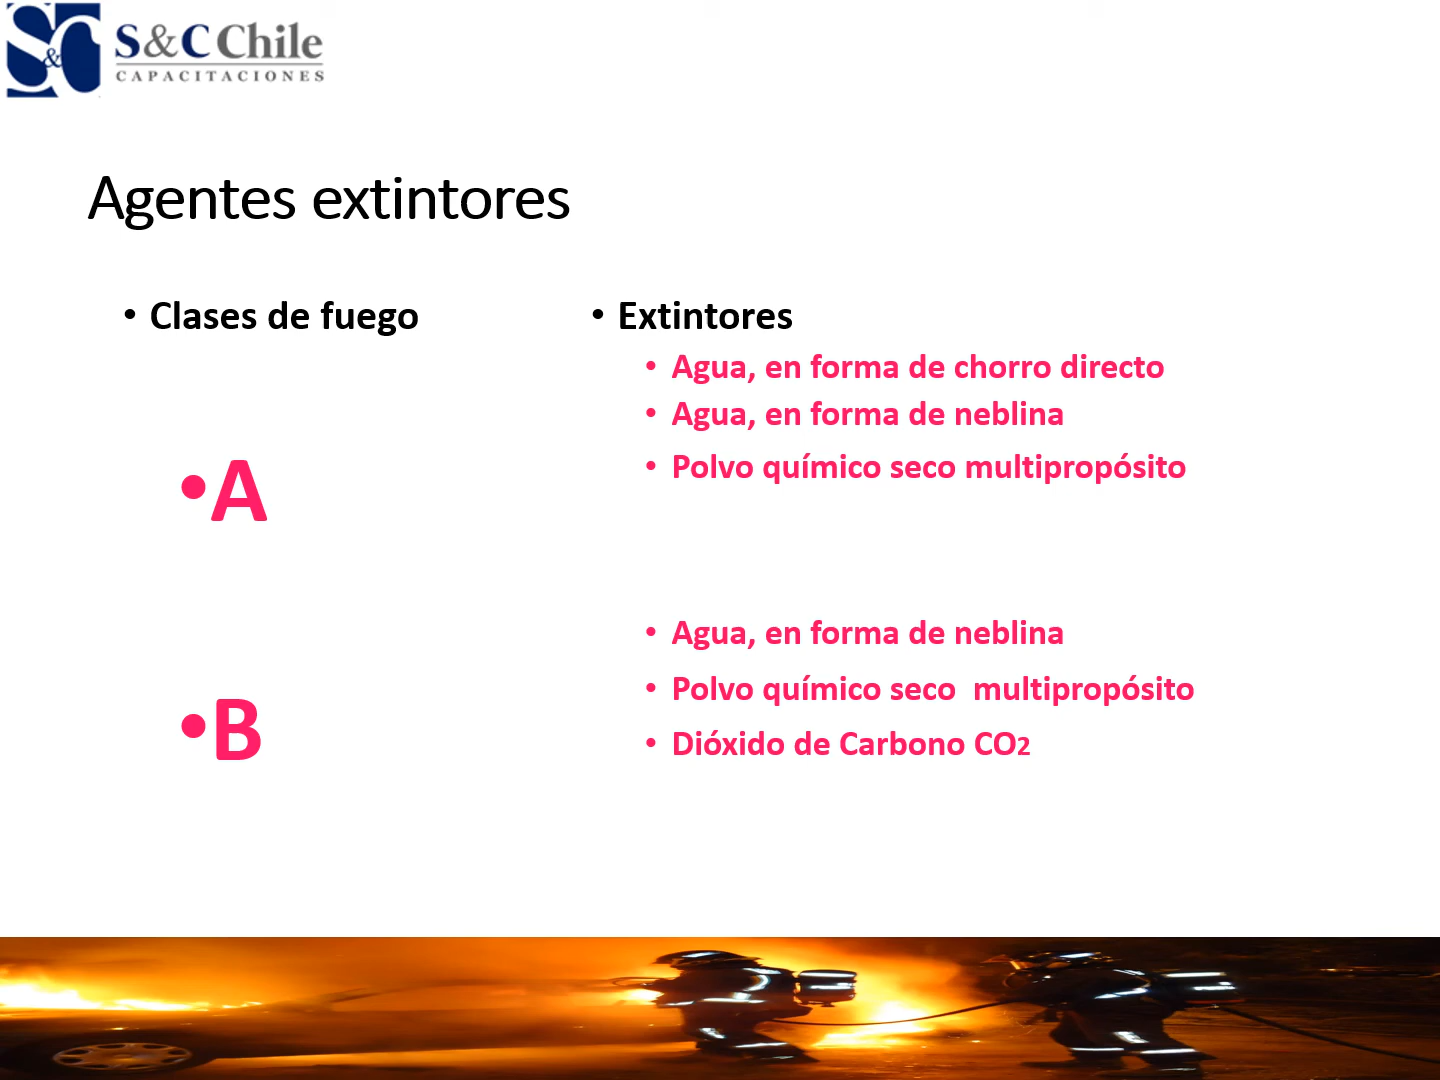 S&C S&C Chile
CAPACITACIONES
Agentes extintores
• Clases de fuego
• Extintores
• Agua, en forma de chorro directo
• Agua, en forma de neblina
• Polvo químico seco multipropósito
• A
• Agua, en forma de neblina
• Polvo químico seco  multipropósito
• Dióxido de Carbono CO2
• B